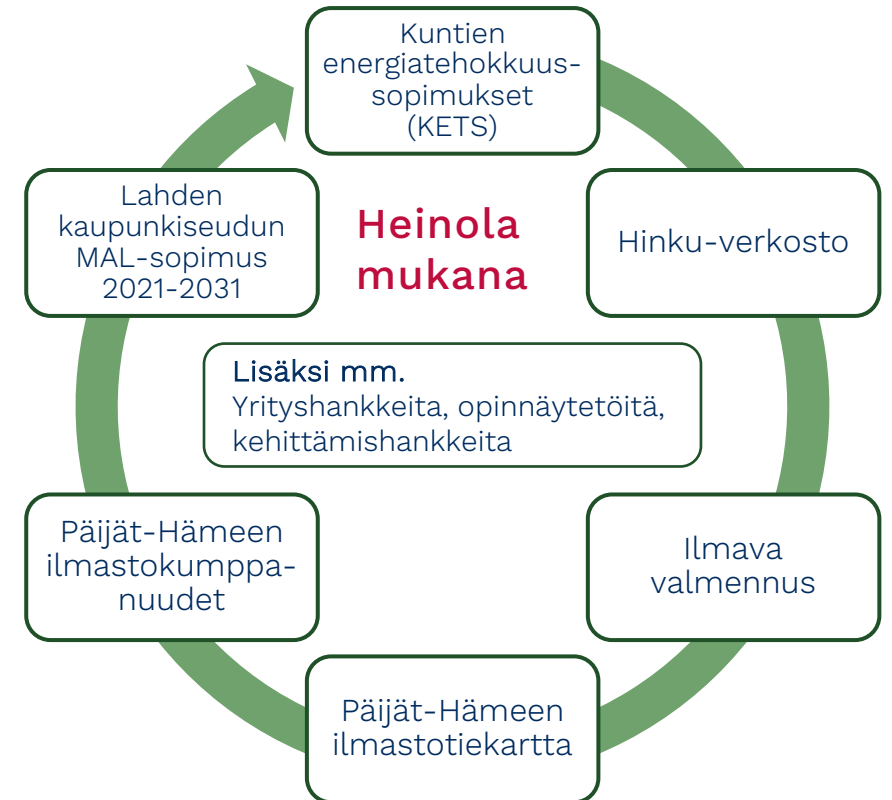 Kuntien
energiatehokkuus-
sopimukset
(KETS)
Lahden
kaupunkiseudun
MAL-sopimus
2021-2031
Heinola
mukana
Hinku-verkosto
Lisäksi mm.
Yrityshankkeita, opinnäytetöitä,
kehittämishankkeita
Päijät-Hämeen
ilmastokumppa-
nuudet
Ilmava
valmennus
Päijät-Hämeen
ilmastotiekartta